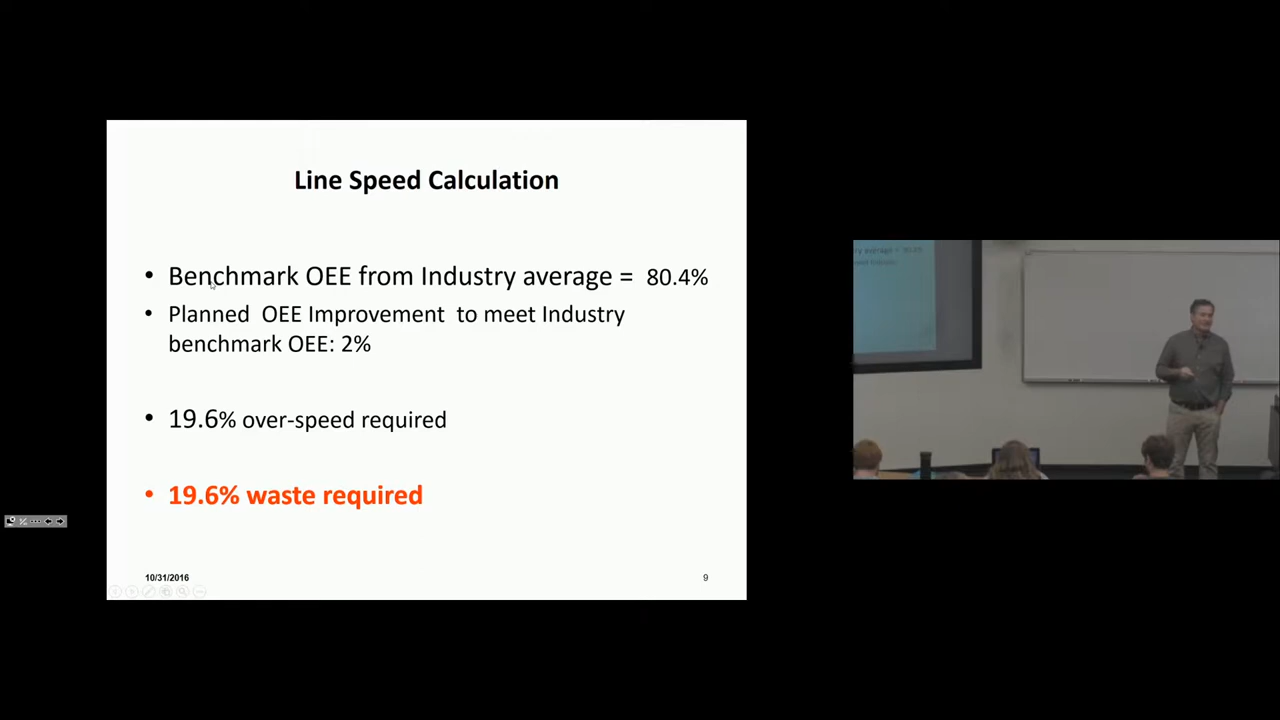 Line Speed Calculation
• Benchmark OEE from Industry average = 80.4%
• Planned OEE Improvement to meet Industry
benchmark OEE: 2%
• 19.6% over-speed required
• 19.6% waste required
10/31/2016
9